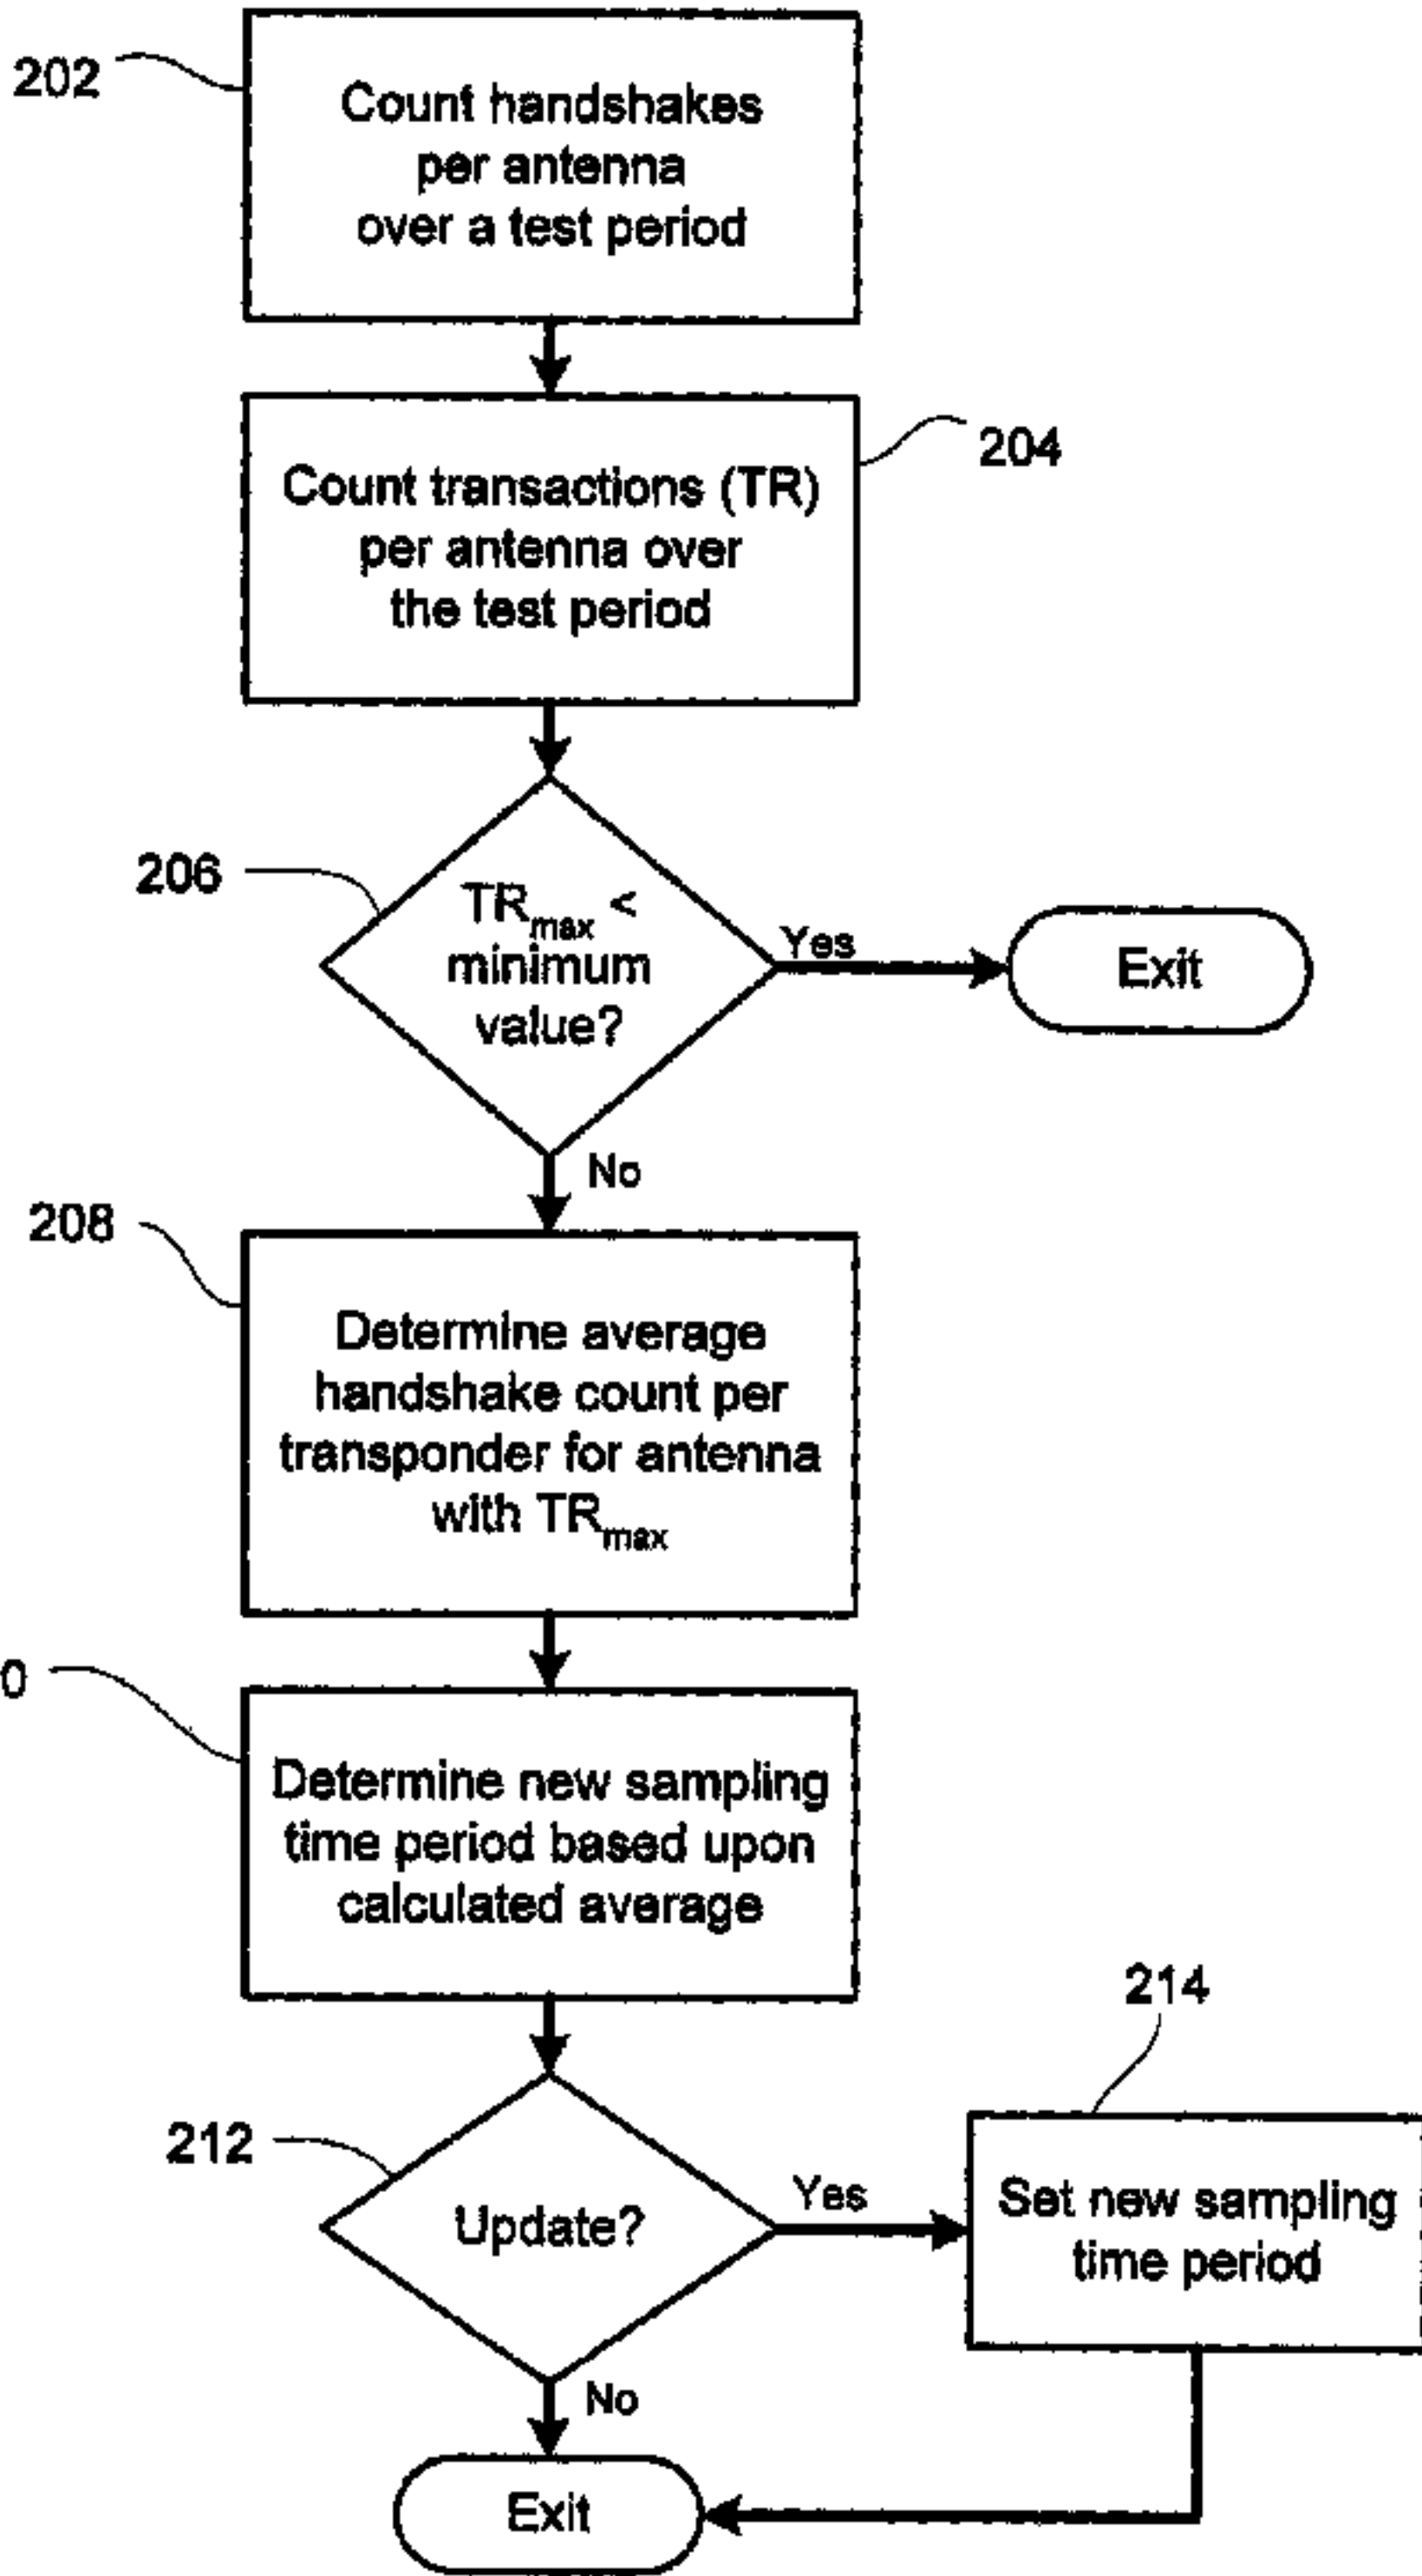 202
Count handshakes
per antenna
over a test period
204
Count transactions (TR)
per antenna over
the test period
206
TRmax <
minimum
value?
Yes
Exit
No
208
Determine average
handshake count per
transponder for antenna
with TRmax
0
Determine new sampling
time period based upon
calculated average
214
212
Update?
Yes
Set new sampling
time period
No
Exit